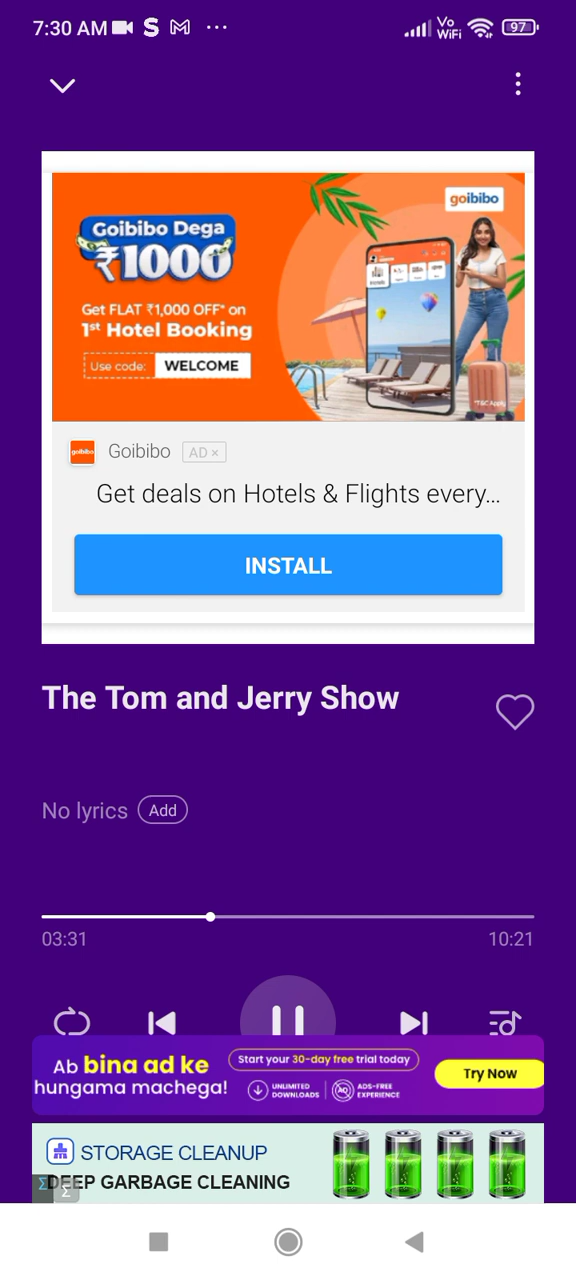 7:30 AM
Vo
WiFi
97
goibibo
Goibibo Dega
₹1000
Get FLAT ₹1,000 OFF* on
1st Hotel Booking
Use code: WELCOME
*T&C Apply
goibibo
Goibibo
AD ×
Get deals on Hotels & Flights every...
INSTALL
The Tom and Jerry Show
No lyrics Add
03:31
10:21
Ab bina ad ke
hungama machega!
Start your 30-day free trial today
UNLIMITED
DOWNLOADS
AD
ADS-FREE
EXPERIENCE
Try Now
STORAGE CLEANUP
DEEP GARBAGE CLEANING